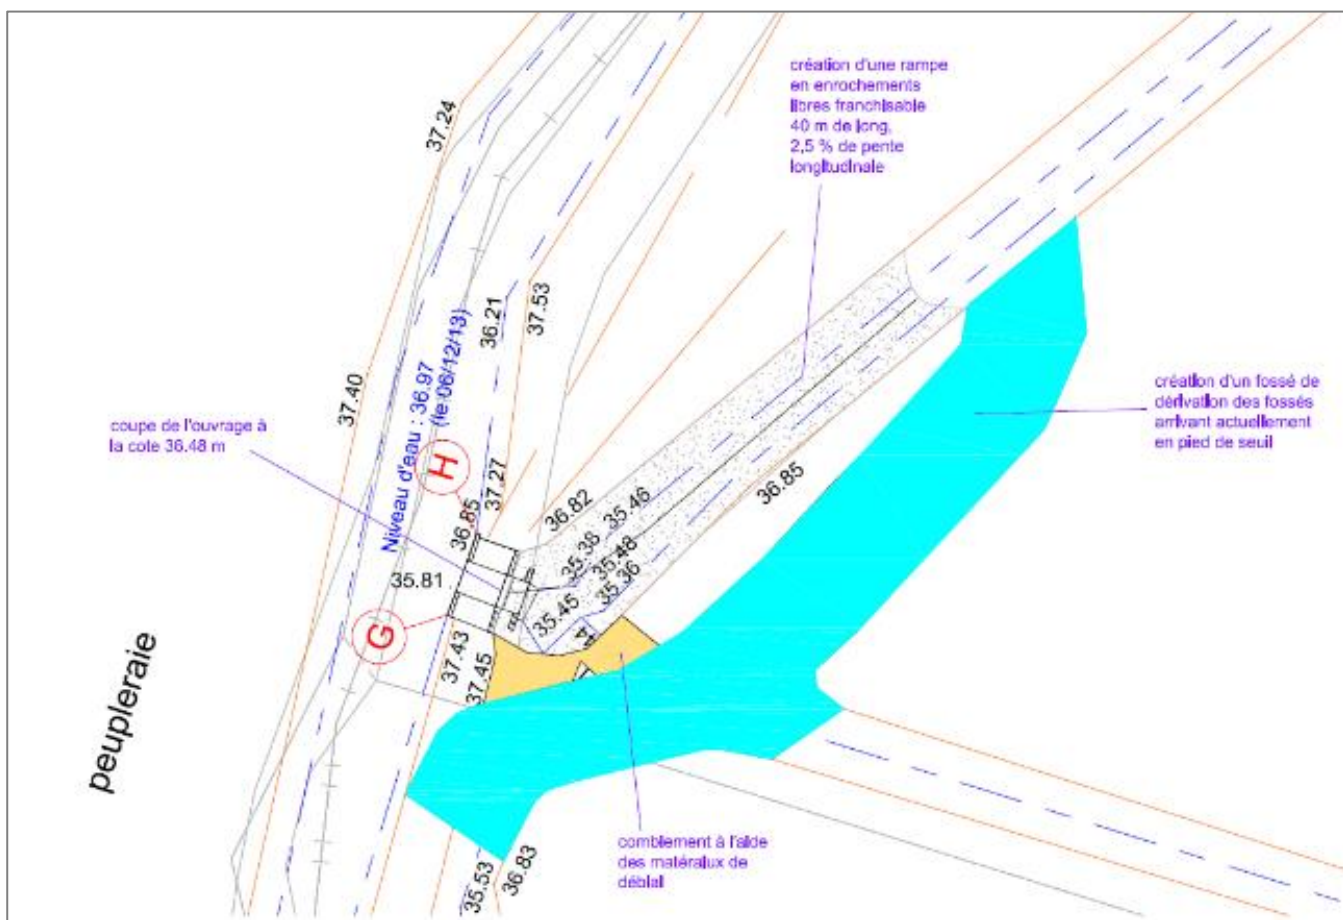 création d'une rampe
en enrochements
libres franchisable
40 m de long,
2,5 % de pente
longitudinale
37.24
37.53
36.21
Niveau d'eau : 36.97
(le 06/12/13)
37.40
création d'un fossé de
dérivation des fossés
arrivant actuellement
en pied de seuil
coupe de l'ouvrage à
la cote 36.48 m
H
37.27
36.85
36.82
35.46
36.85
35.38
35.48
35.36
35.81
35.45
G
37.43
37.45
peupleraie
comblement à l'aide
des matéraiux de
déblai
35.53
36.83